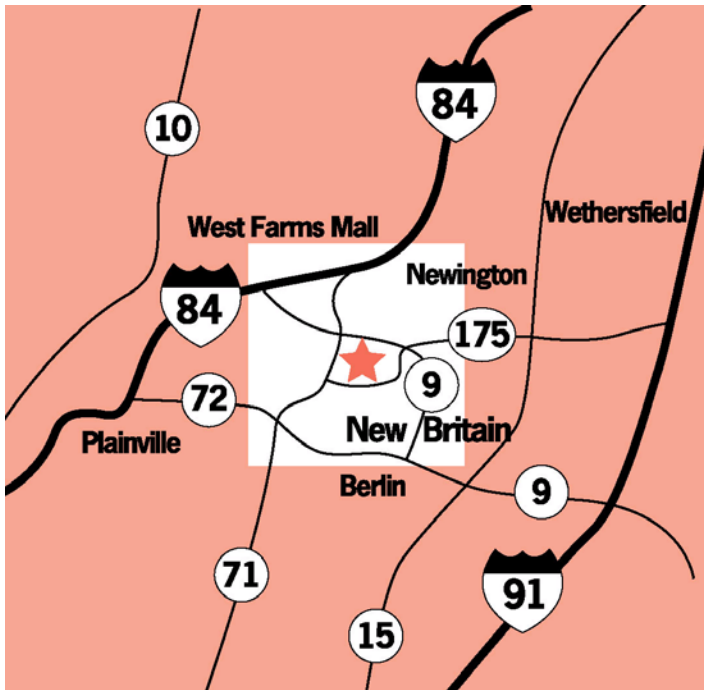 84
10
Wethersfield
West Farms Mall
Newington
84
175
9
72
New Britain
Plainville
Berlin
9
71
91
15